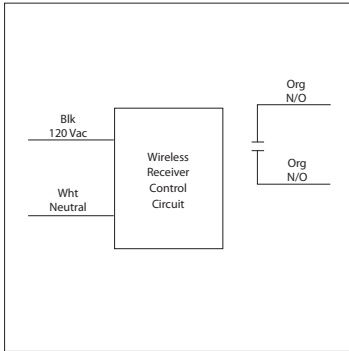 Blk
120 Vac
Wht
Neutral
Wireless
Receiver
Control
Circuit
Org
N/O
Org
N/O